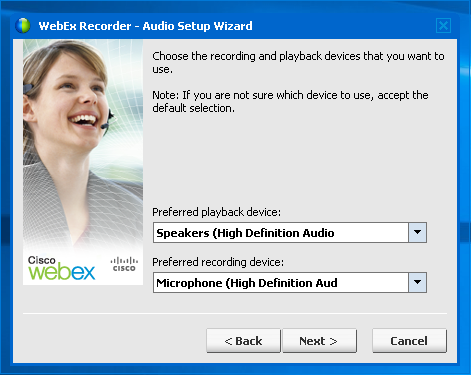 WebEx Recorder - Audio Setup Wizard
Choose the recording and playback devices that you want to
use.
Note: If you are not sure which device to use, accept the
default selection.
Preferred playback device:
Speakers (High Definition Audio
Preferred recording device:
Microphone (High Definition Aud
Cisco
webex
cisco
< Back
Next >
Cancel